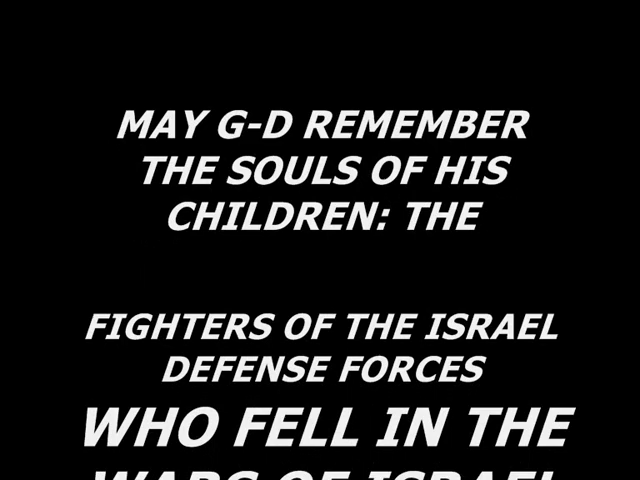 MAY G-D REMEMBER
THE SOULS OF HIS
CHILDREN: THE
FIGHTERS OF THE ISRAEL
DEFENSE FORCES
WHO FELL IN THE
WARS OF ISRAEL